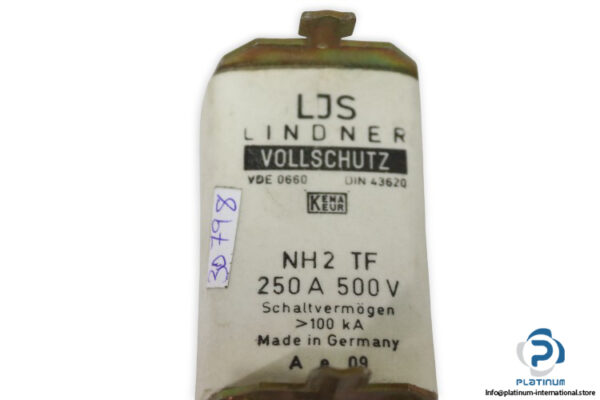 LJS
LINDNER
VOLLSCHUTZ
VDE 0660 DIN 43620
KEMA
KEUR
NH2 TF
250 A 500 V
Schaltvermögen
>100 kA
Made in Germany
A e 09
30798
PLATINUM
Info@platinum-international.store